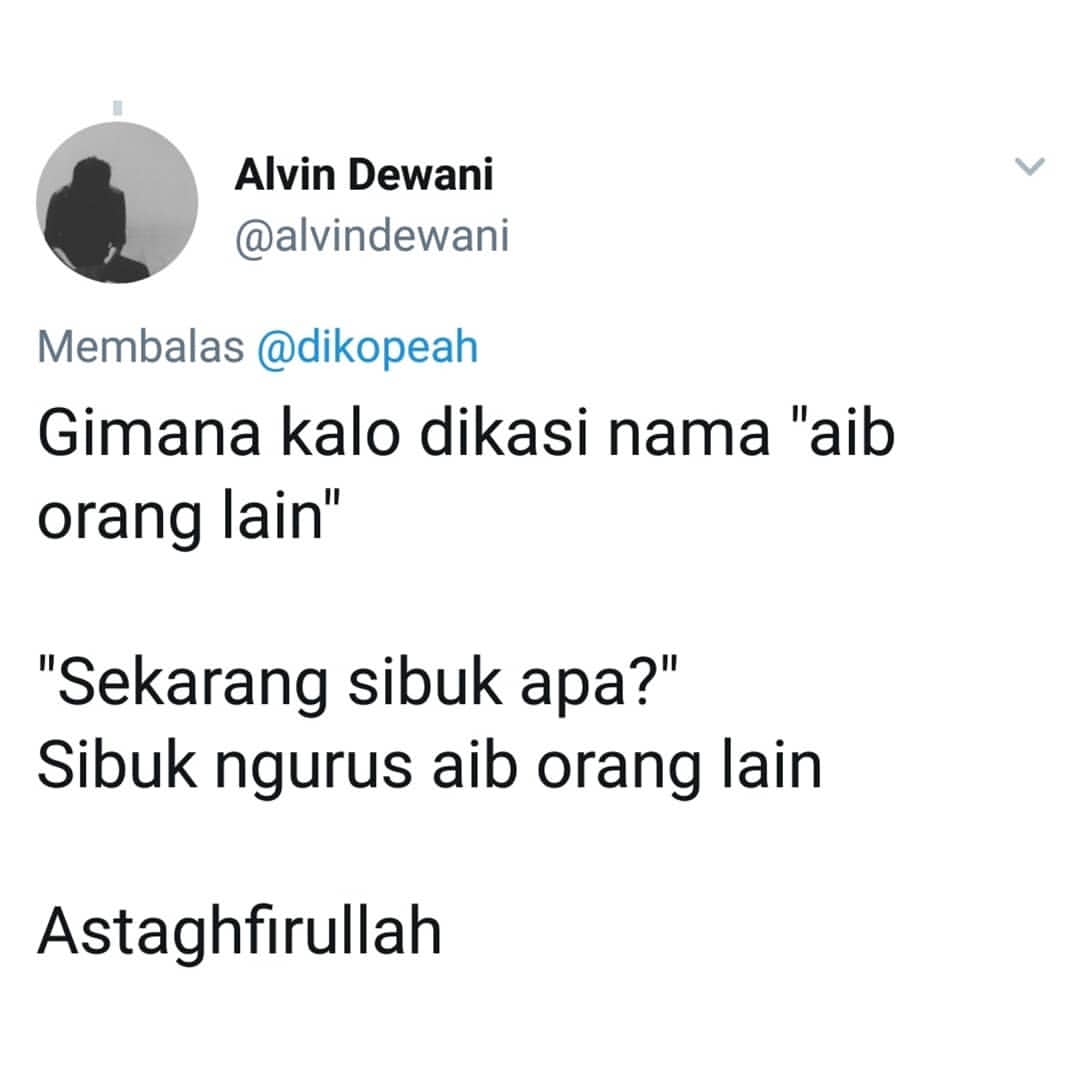 Alvin Dewani
@alvindewani
Membalas @dikopeah
Gimana kalo dikasi nama "aib
orang lain"
"Sekarang sibuk apa?"
Sibuk ngurus aib orang lain
Astaghfirullah